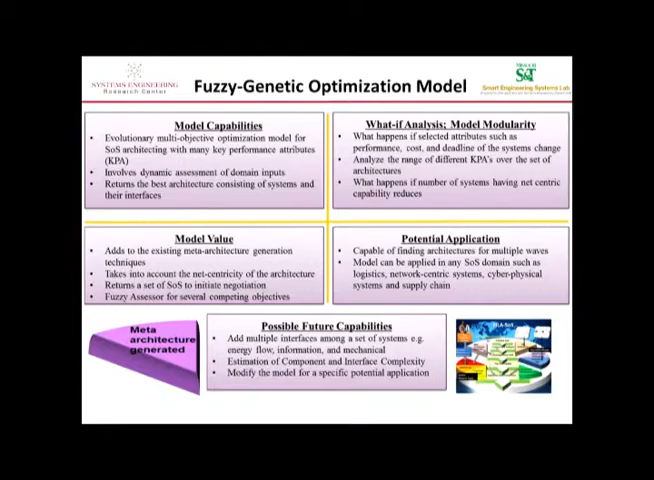 SYSTEMS ENGINEERING
Research Center
Fuzzy-Genetic Optimization Model
MISSOURI
S&T
Smart Engineering Systems Lab
Model Capabilities
• Evolutionary multi-objective optimization model for
SoS architecting with many key performance attributes
(KPA)
• Involves dynamic assessment of domain inputs
• Returns the best architecture consisting of systems and
their interfaces
What-if Analysis; Model Modularity
• What happens if selected attributes such as
performance, cost, and deadline of the systems change
• Analyze the range of different KPA's over the set of
architectures
• What happens if number of systems having net centric
capability reduces
Model Value
• Adds to the existing meta-architecture generation
techniques
• Takes into account the net-centricity of the architecture
• Returns a set of SoS to initiate negotiation
• Fuzzy Assessor for several competing objectives
Potential Application
• Capable of finding architectures for multiple waves
• Model can be applied in any SoS domain such as
logistics, network-centric systems, cyber-physical
systems and supply chain
Meta
architecture
generated
Possible Future Capabilities
• Add multiple interfaces among a set of systems e.g.
energy flow, information, and mechanical
• Estimation of Component and Interface Complexity
• Modify the model for a specific potential application